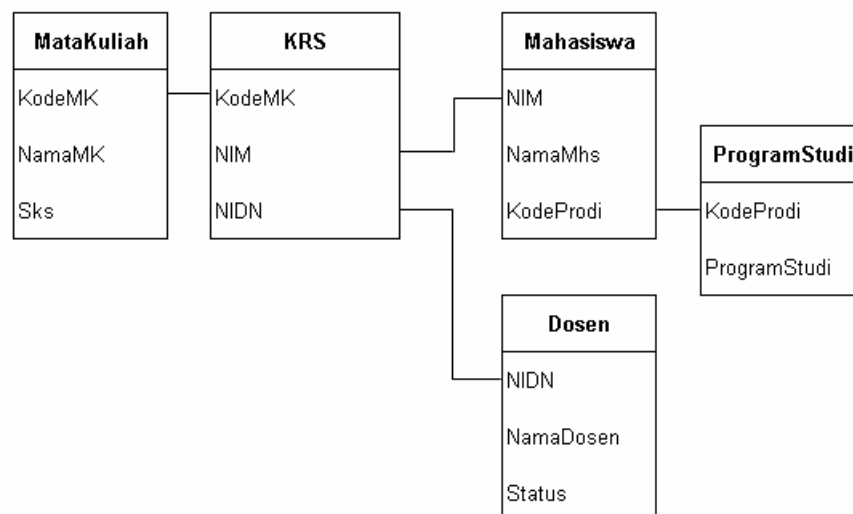 MataKuliah
KodeMK
NamaMK
Sks
KRS
KodeMK
NIM
NIDN
Mahasiswa
NIM
NamaMhs
KodeProdi
ProgramStudi
KodeProdi
ProgramStudi
Dosen
NIDN
NamaDosen
Status